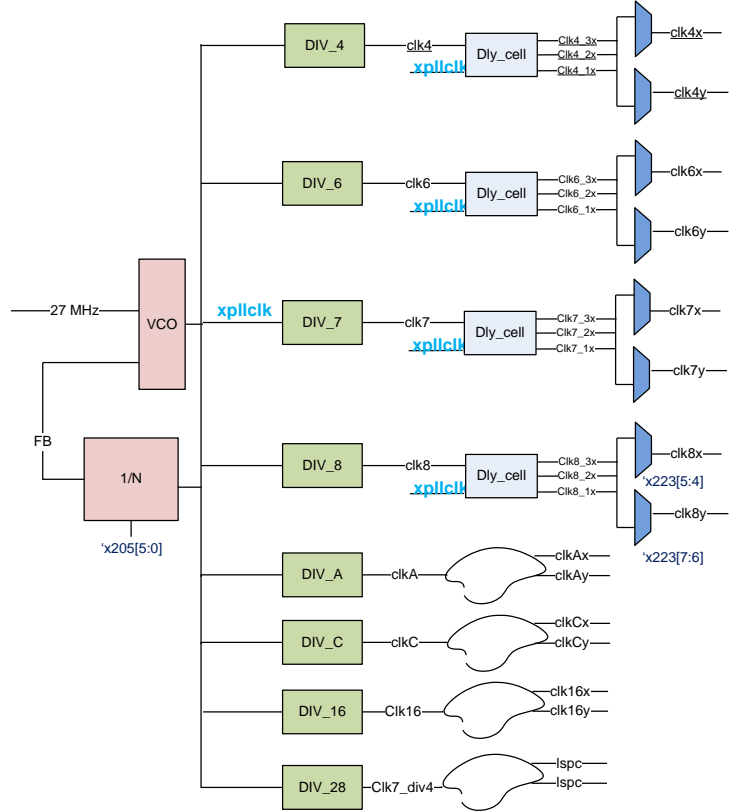 DIV_4
clk4
xpllclk
Dly_cell
Clk4_3x
Clk4_2x
Clk4_1x
clk4x
clk4y
DIV_6
clk6
xpllclk
Dly_cell
Clk6_3x
Clk6_2x
Clk6_1x
clk6x
clk6y
27 MHz
VCO
xpllclk
DIV_7
clk7
xpllclk
Dly_cell
Clk7_3x
Clk7_2x
Clk7_1x
clk7x
clk7y
FB
1/N
‘x205[5:0]
DIV_8
clk8
xpllclk
Dly_cell
Clk8_3x
Clk8_2x
Clk8_1x
clk8x
‘x223[5:4]
clk8y
‘x223[7:6]
DIV_A
clkA
clkAx
clkAy
DIV_C
clkC
clkCx
clkCy
DIV_16
Clk16
clk16x
clk16y
DIV_28
Clk7_div4
lspc
lspc